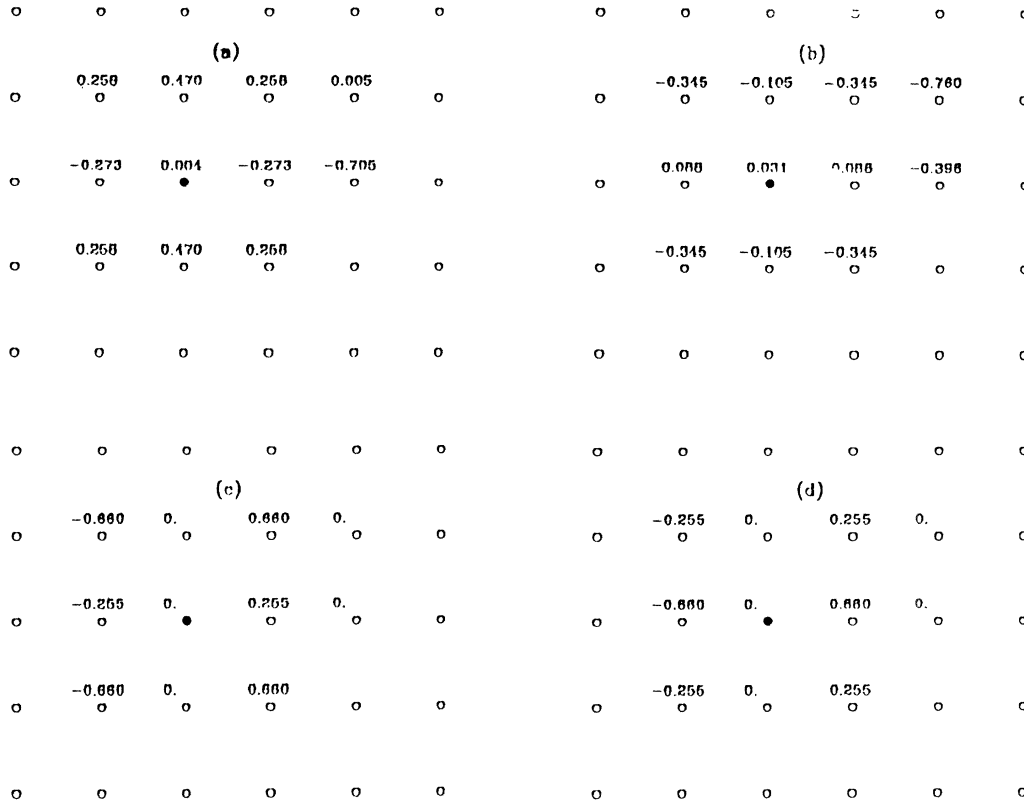 (a)
0.258 0.470 0.258 0.005
-0.273 0.004 -0.273 -0.705
0.258 0.470 0.258
(b)
-0.345 -0.105 -0.345 -0.760
0.088 0.031 0.088 -0.396
-0.345 -0.105 -0.345
(c)
-0.660 0. 0.660 0.
-0.255 0. 0.255 0.
-0.660 0. 0.660
(d)
-0.255 0. 0.255 0.
-0.660 0. 0.660 0.
-0.255 0. 0.255